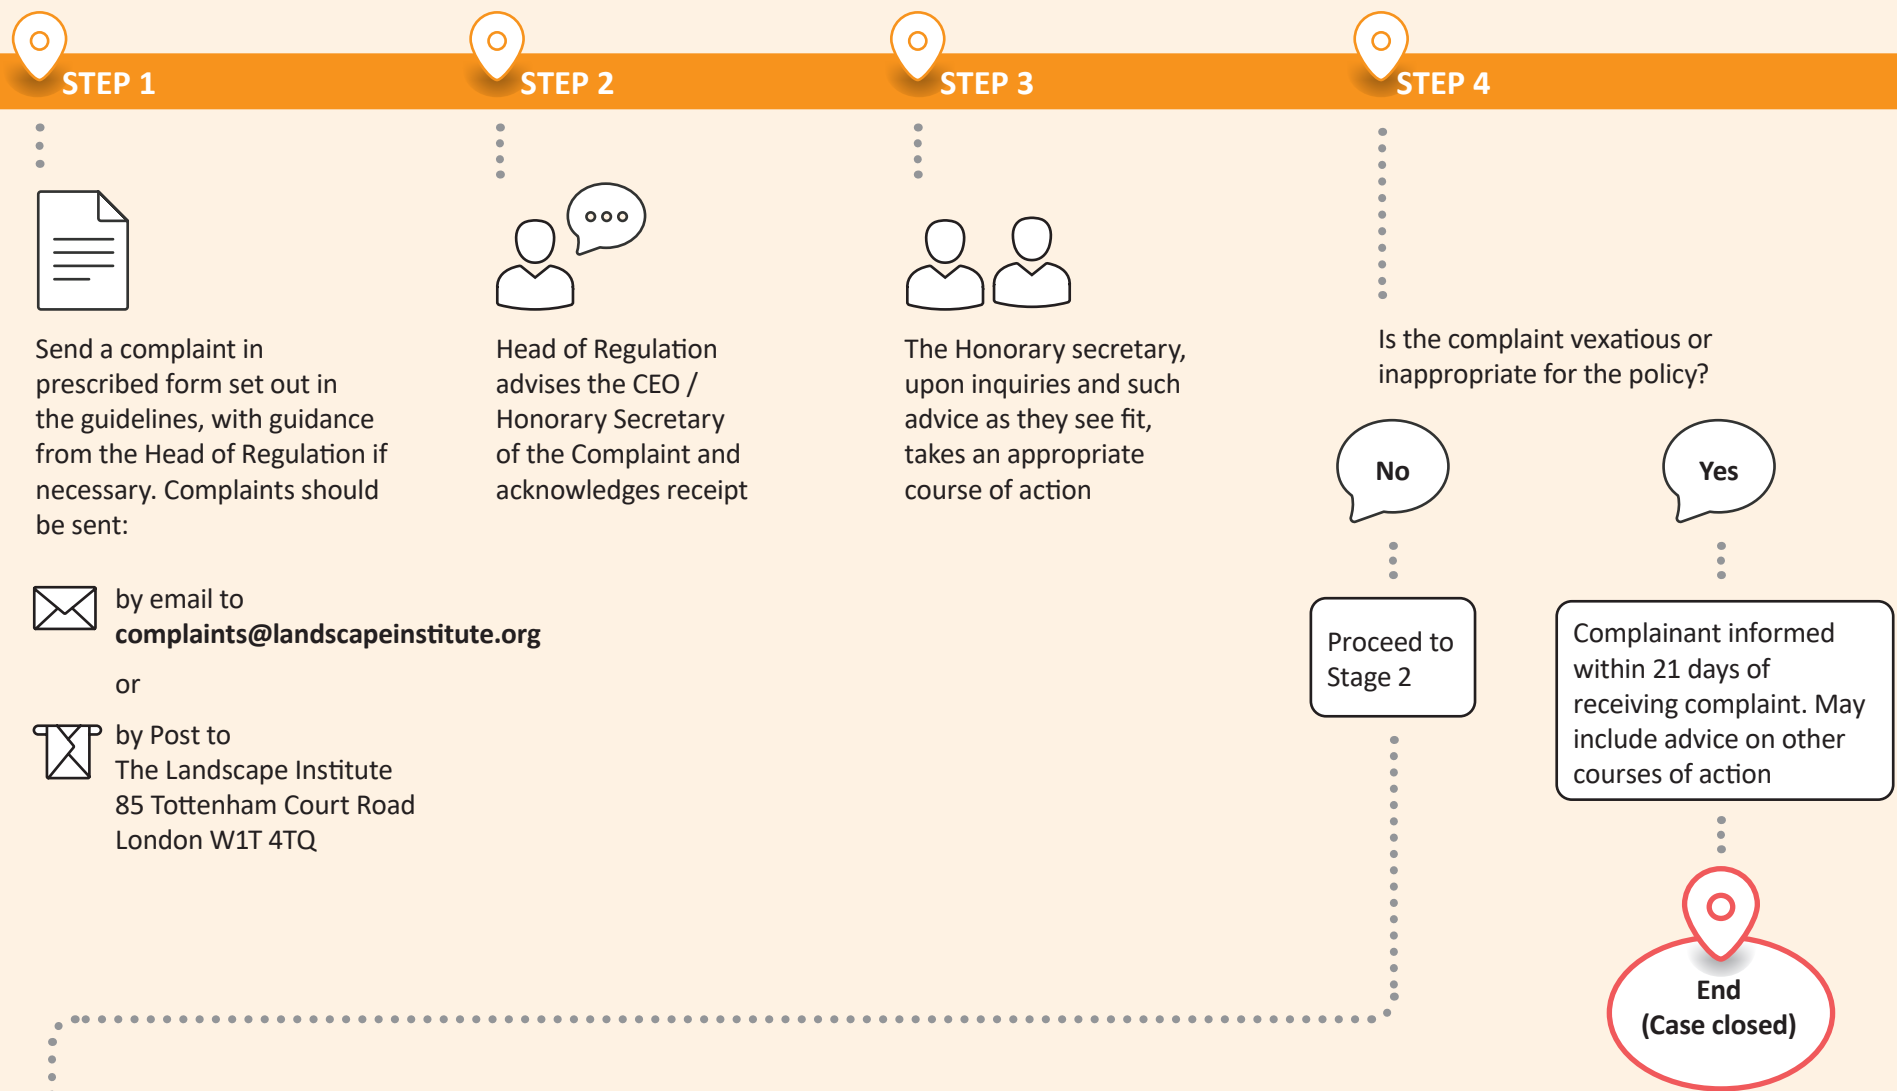 STEP 1
STEP 2
STEP 3
STEP 4
Send a complaint in
prescribed form set out in
the guidelines, with guidance
from the Head of Regulation if
necessary. Complaints should
be sent:
by email to
complaints@landscapeinstitute.org
or
by Post to
The Landscape Institute
85 Tottenham Court Road
London W1T 4TQ
Head of Regulation
advises the CEO /
Honorary Secretary
of the Complaint and
acknowledges receipt
The Honorary secretary,
upon inquiries and such
advice as they see fit,
takes an appropriate
course of action
Is the complaint vexatious or
inappropriate for the policy?
No
Proceed to
Stage 2
Yes
Complainant informed
within 21 days of
receiving complaint. May
include advice on other
courses of action
End
(Case closed)